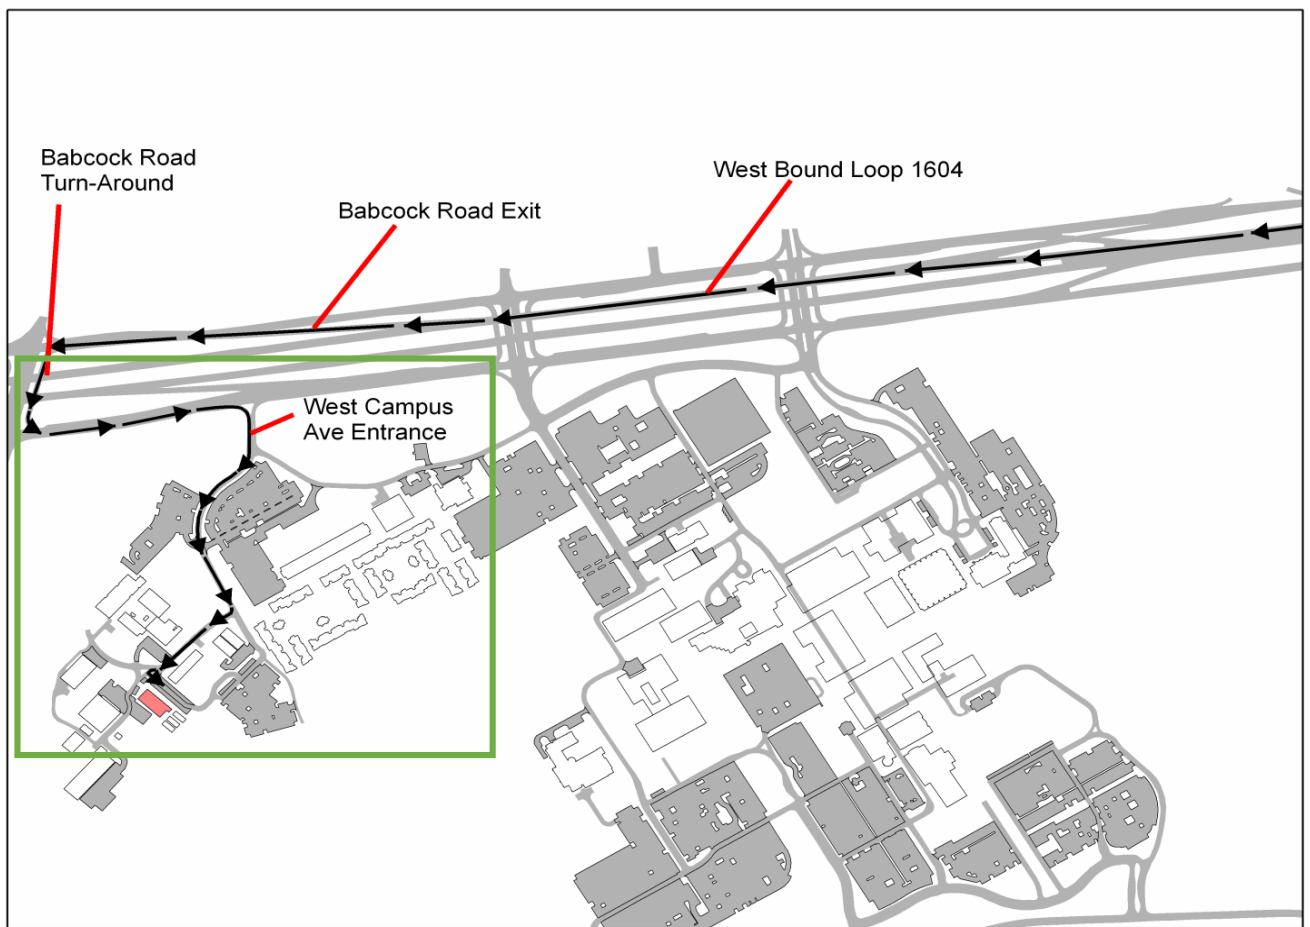 Babcock Road
Turn-Around
Babcock Road Exit
West Bound Loop 1604
West Campus
Ave Entrance